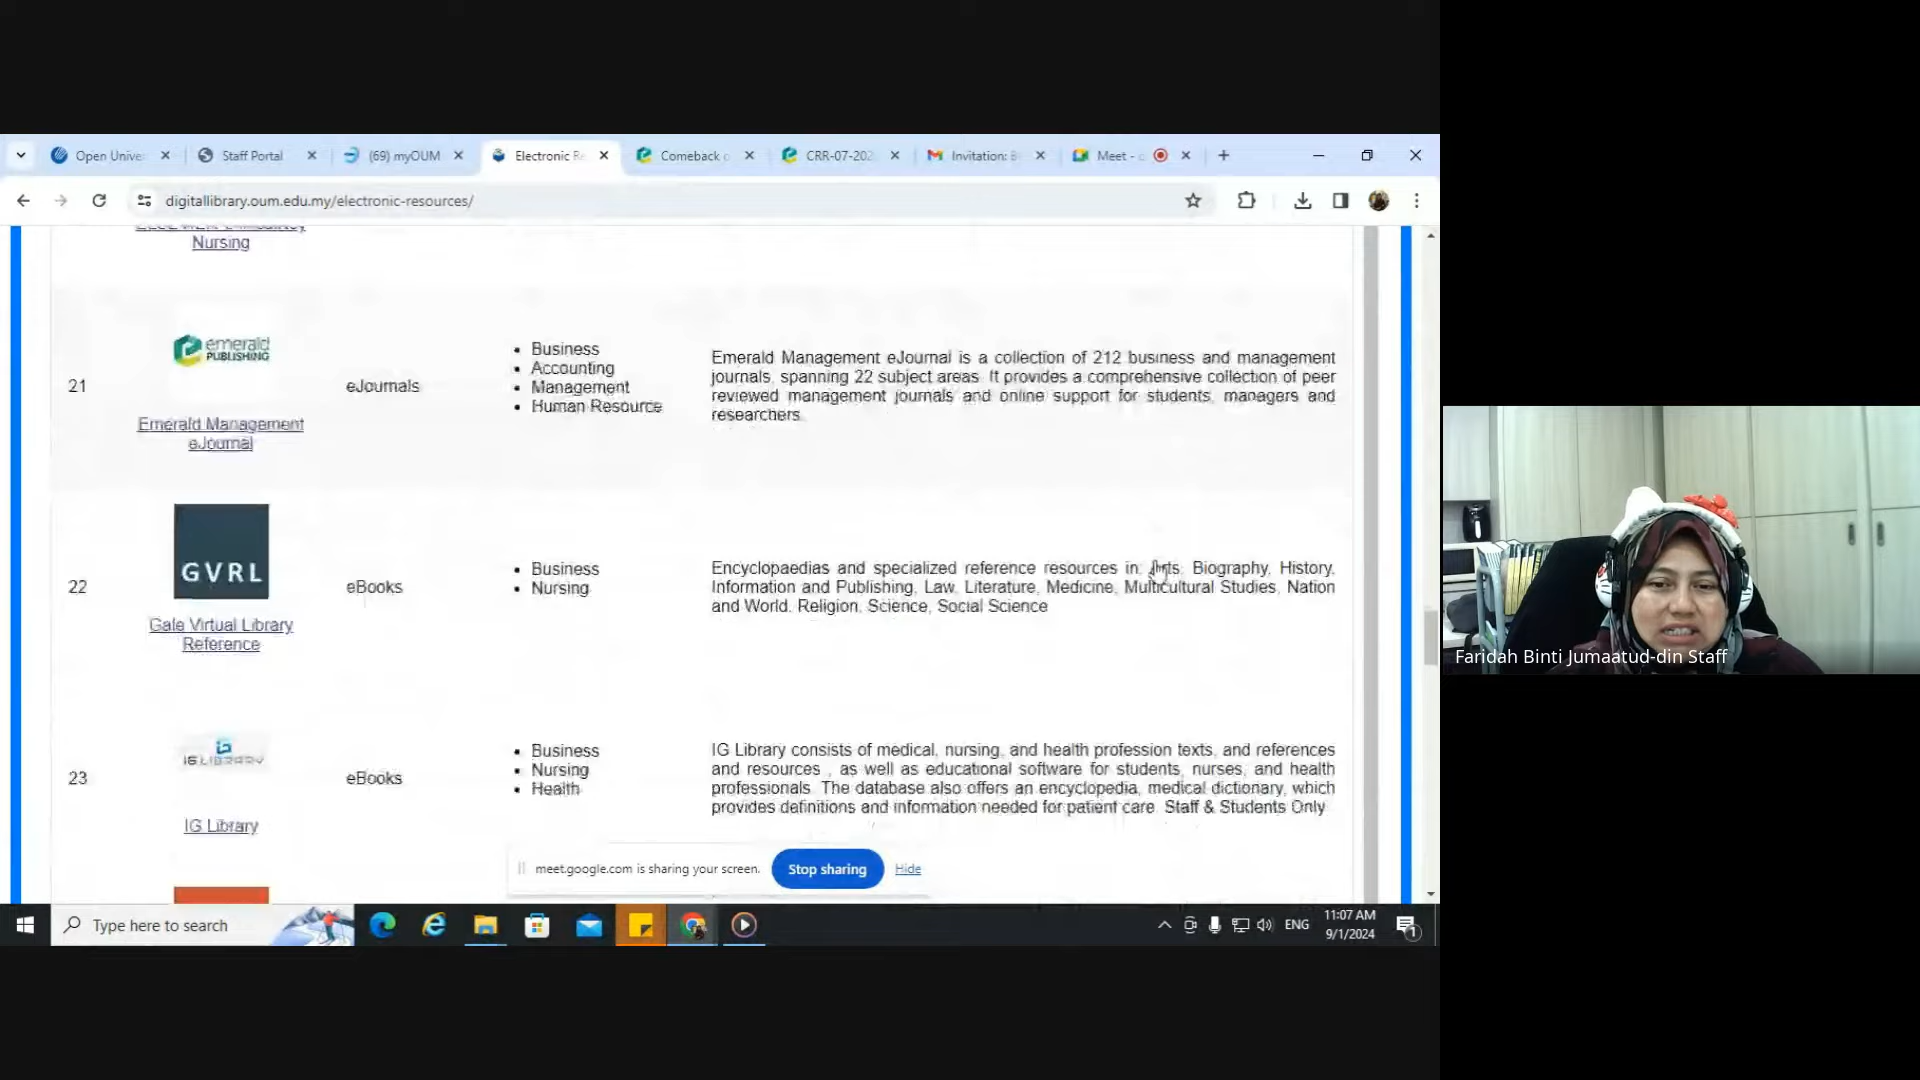 Open Unive
Staff Portal
(69) myOUM
Electronic Re
Comeback o
CRR-07-202
Invitation: B
Meet -
digitallibrary.oum.edu.my/electronic-resources/
Nursing
21
emerald
PUBLISHING
Emerald Management
eJournal
eJournals
Business
Accounting
Management
Human Resource
Emerald Management eJournal is a collection of 212 business and management
journals, spanning 22 subject areas. It provides a comprehensive collection of peer
reviewed management journals and online support for students, managers and
researchers.
22
GVRL
Gale Virtual Library
Reference
eBooks
Business
Nursing
Encyclopaedias and specialized reference resources in: Arts, Biography, History,
Information and Publishing, Law, Literature, Medicine, Multicultural Studies, Nation
and World, Religion, Science, Social Science
23
IG LIBRARY
IG Library
eBooks
Business
Nursing
Health
IG Library consists of medical, nursing, and health profession texts, and references
and resources , as well as educational software for students, nurses, and health
professionals. The database also offers an encyclopedia, medical dictionary, which
provides definitions and information needed for patient care. Staff & Students Only
meet.google.com is sharing your screen.
Stop sharing
Hide
Type here to search
ENG
11:07 AM
9/1/2024
1
Faridah Binti Jumaatud-din Staff